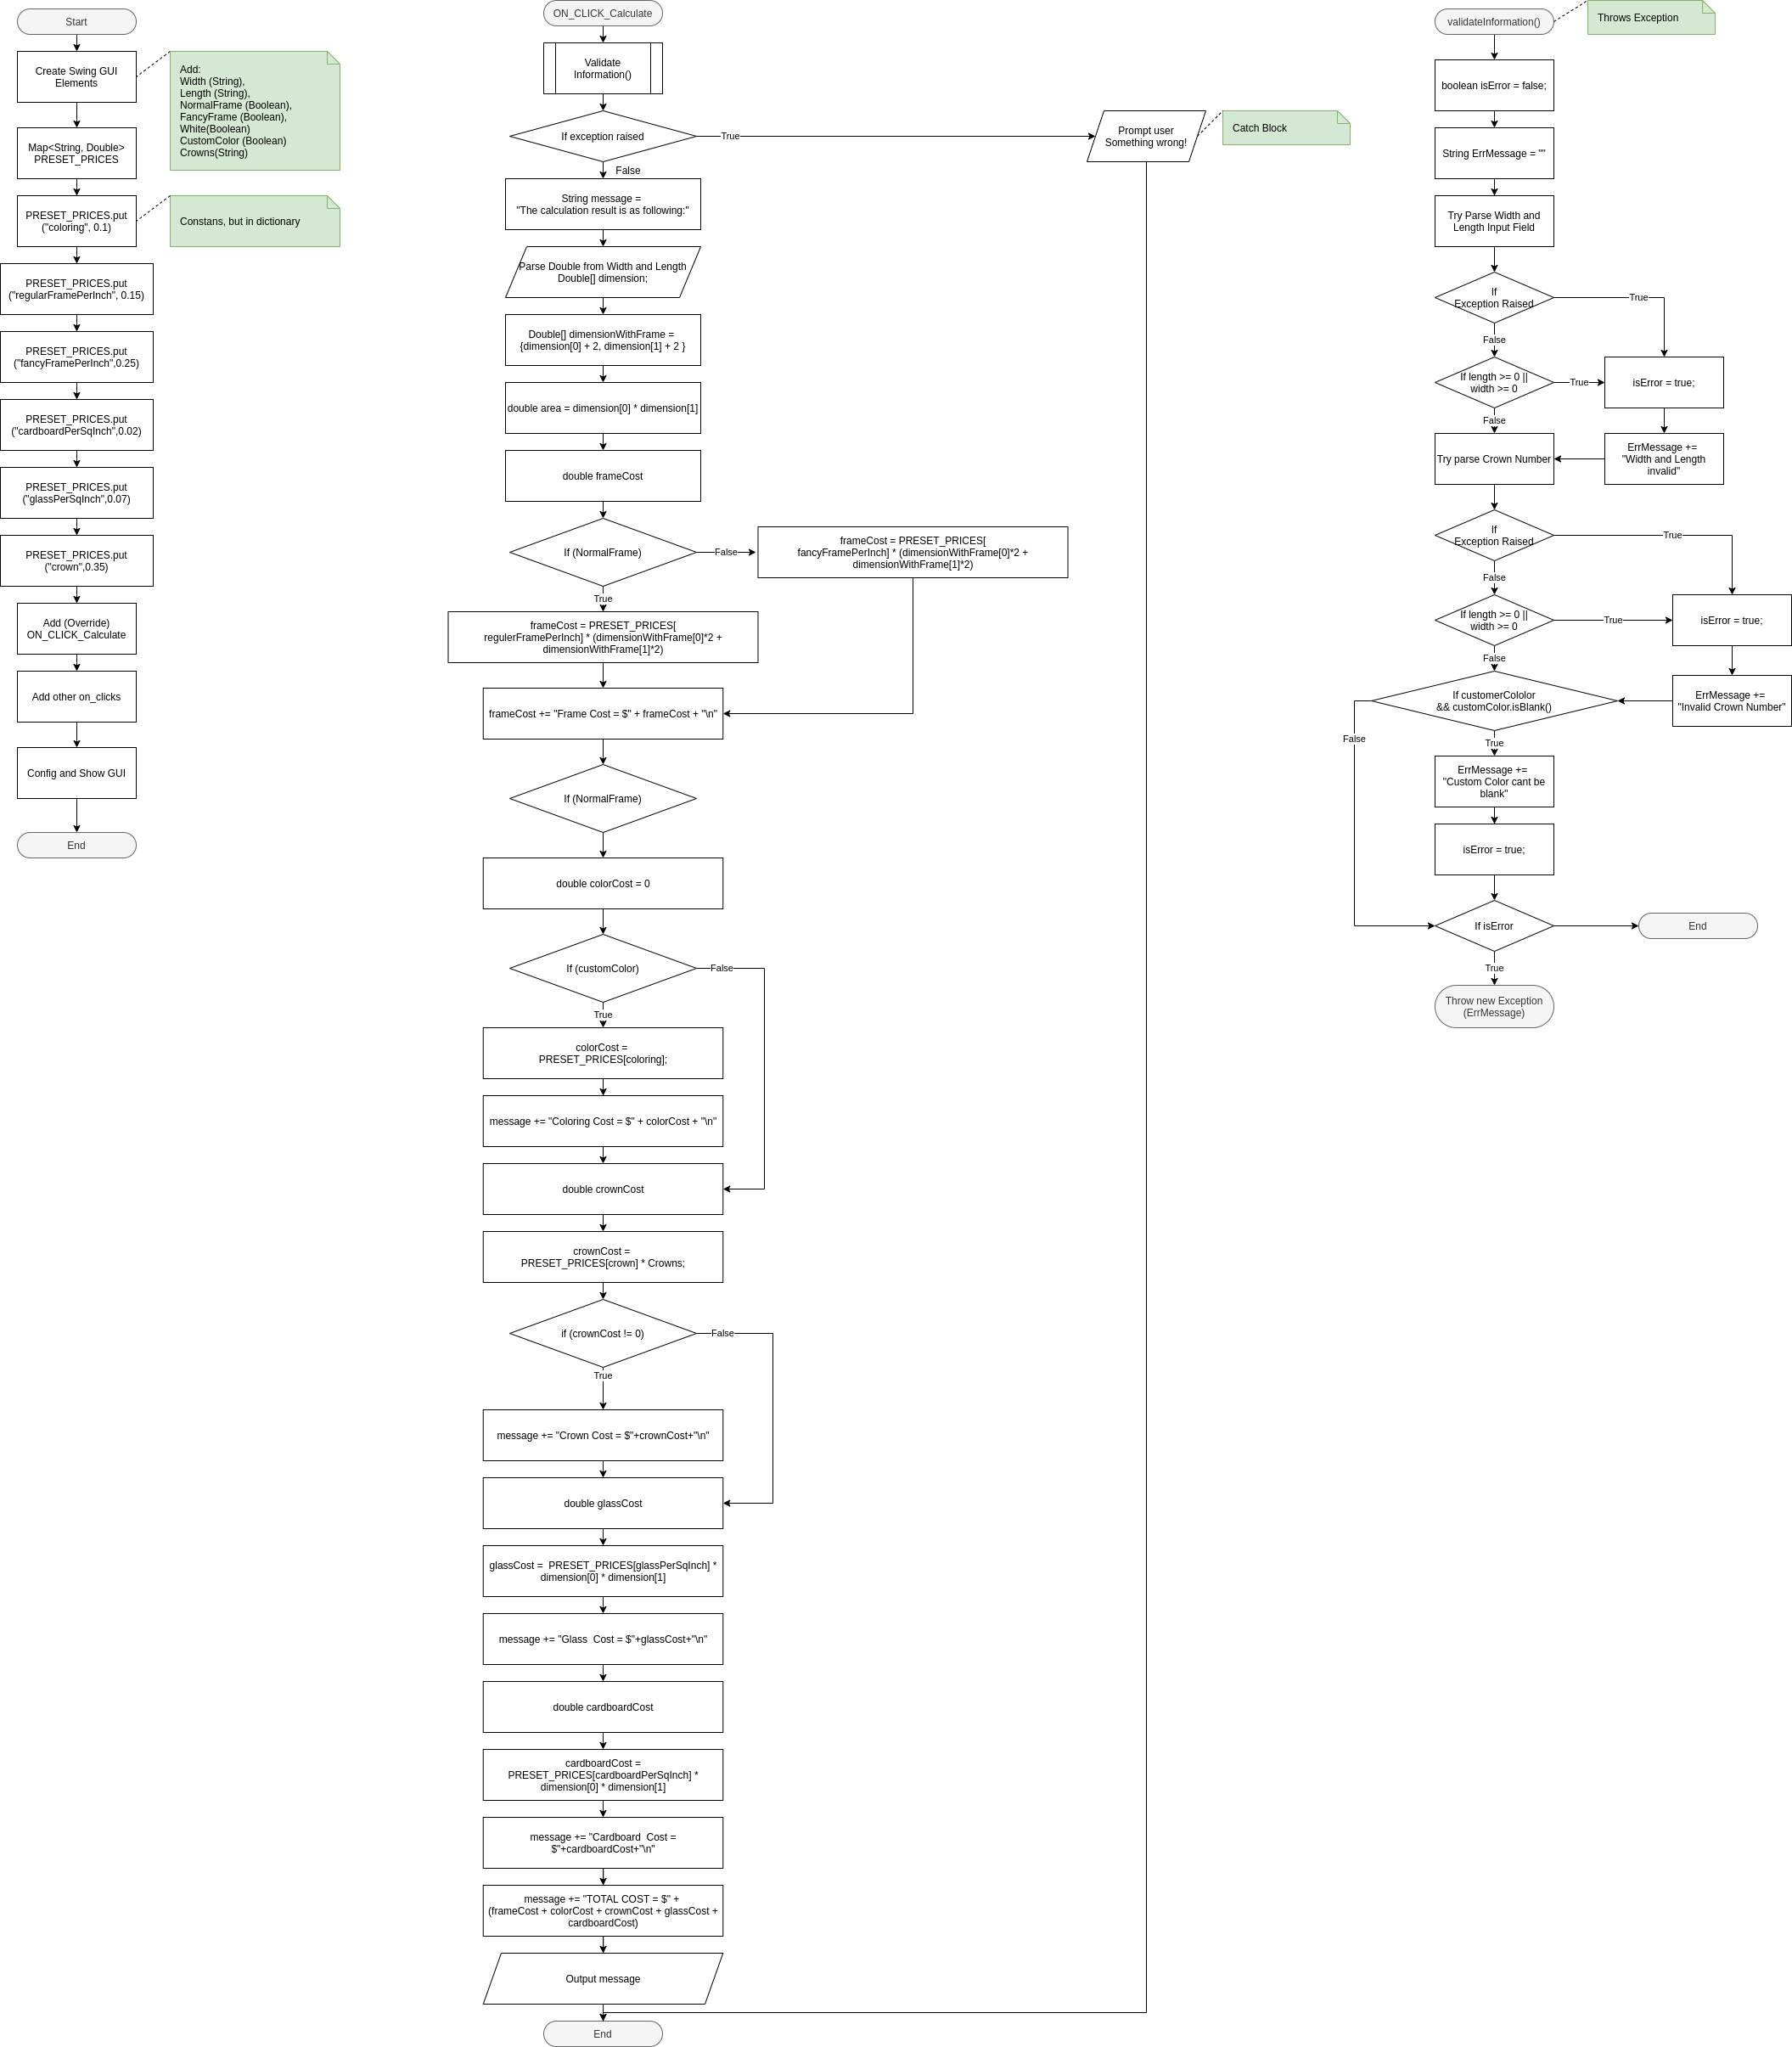 Start
Create Swing GUI
Elements
Add:
Width (String),
Length (String),
NormalFrame (Boolean),
FancyFrame (Boolean),
White(Boolean)
CustomColor (Boolean)
Crowns(String)
Map<String, Double>
PRESET_PRICES
PRESET_PRICES.put
("coloring", 0.1)
Constans, but in dictionary
PRESET_PRICES.put
("regularFramePerInch", 0.15)
PRESET_PRICES.put
("fancyFramePerInch",0.25)
PRESET_PRICES.put
("cardboardPerSqInch",0.02)
PRESET_PRICES.put
("glassPerSqInch",0.07)
PRESET_PRICES.put
("crown",0.35)
Add (Override)
ON_CLICK_Calculate
Add other on_clicks
Config and Show GUI
End
ON_CLICK_Calculate
Validate
Information()
If exception raised
True
Prompt user
Something wrong!
Catch Block
False
String message =
"The calculation result is as following:"
Parse Double from Width and Length
Double[] dimension;
Double[] dimensionWithFrame =
{dimension[0] + 2, dimension[1] + 2 }
double area = dimension[0] * dimension[1]
double frameCost
If (NormalFrame)
False
frameCost = PRESET_PRICES[
fancyFramePerInch] * (dimensionWithFrame[0]*2 +
dimensionWithFrame[1]*2)
True
frameCost = PRESET_PRICES[
regulerFramePerInch] * (dimensionWithFrame[0]*2 +
dimensionWithFrame[1]*2)
frameCost += "Frame Cost = $" + frameCost + "\n"
If (NormalFrame)
double colorCost = 0
If (customColor)
False
True
colorCost =
PRESET_PRICES[coloring];
message += "Coloring Cost = $" + colorCost + "\n"
double crownCost
crownCost =
PRESET_PRICES[crown] * Crowns;
if (crownCost != 0)
False
True
message += "Crown Cost = $"+crownCost+"\n"
double glassCost
glassCost =  PRESET_PRICES[glassPerSqInch] *
dimension[0] * dimension[1]
message += "Glass  Cost = $"+glassCost+"\n"
double cardboardCost
cardboardCost =
PRESET_PRICES[cardboardPerSqInch] *
dimension[0] * dimension[1]
message += "Cardboard  Cost =
$"+cardboardCost+"\n"
message += "TOTAL COST = $" +
(frameCost + colorCost + crownCost + glassCost +
cardboardCost)
Output message
End
validateInformation()
Throws Exception
boolean isError = false;
String ErrMessage = ""
Try Parse Width and
Length Input Field
If
Exception Raised
True
False
If length >= 0 ||
width >= 0
True
isError = true;
False
Try parse Crown Number
ErrMessage +=
"Width and Length
invalid"
If
Exception Raised
True
False
If length >= 0 ||
width >= 0
True
isError = true;
False
If customerCololor
&& customColor.isBlank()
ErrMessage +=
"Invalid Crown Number"
False
True
ErrMessage +=
"Custom Color cant be
blank"
isError = true;
If isError
End
True
Throw new Exception
(ErrMessage)